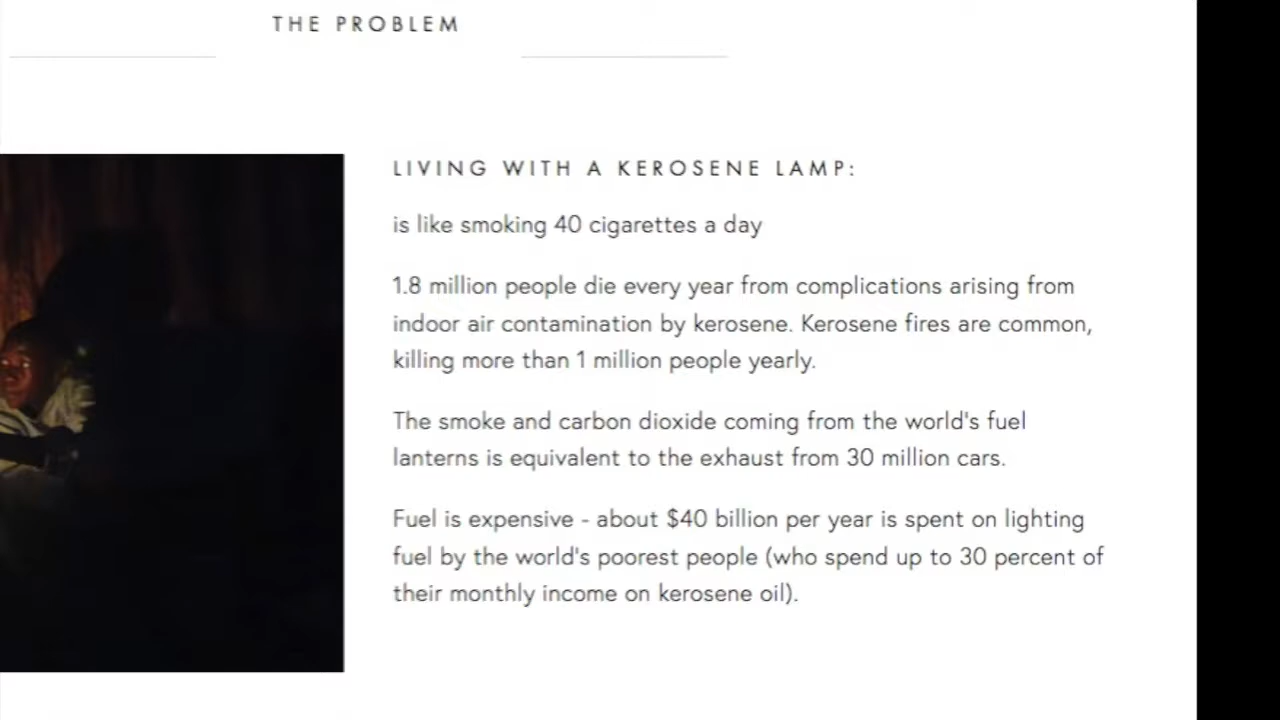 THE PROBLEM
LIVING WITH A KEROSENE LAMP:
is like smoking 40 cigarettes a day
1.8 million people die every year from complications arising from
indoor air contamination by kerosene. Kerosene fires are common,
killing more than 1 million people yearly.
The smoke and carbon dioxide coming from the world's fuel
lanterns is equivalent to the exhaust from 30 million cars.
Fuel is expensive - about $40 billion per year is spent on lighting
fuel by the world's poorest people (who spend up to 30 percent of
their monthly income on kerosene oil).